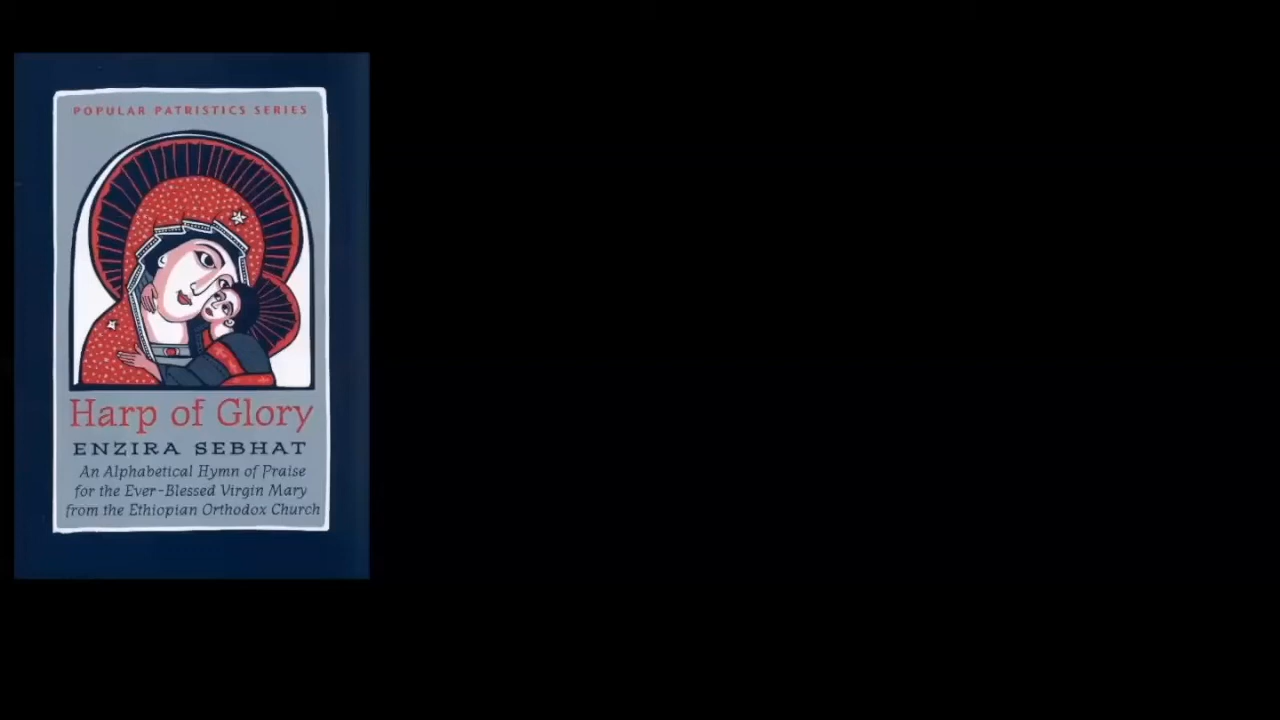 POPULAR PATRISTICS SERIES
Harp of Glory
ENZIRA SEBHAT
An Alphabetical Hymn of Praise
for the Ever-Blessed Virgin Mary
from the Ethiopian Orthodox Church